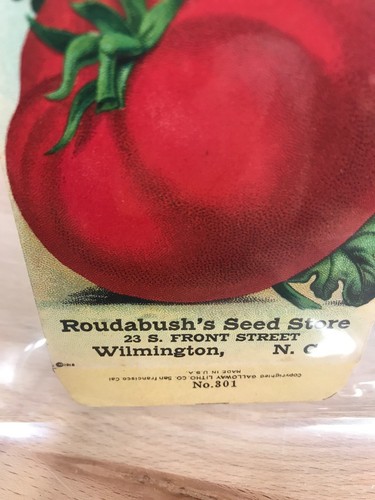 Roudabush's Seed Store
23 S. FRONT STREET
Wilmington, N. C
Copyrighted GALLOWAY LITHO. CO. San Francisco Cal
MADE IN U.S.A.
No.301